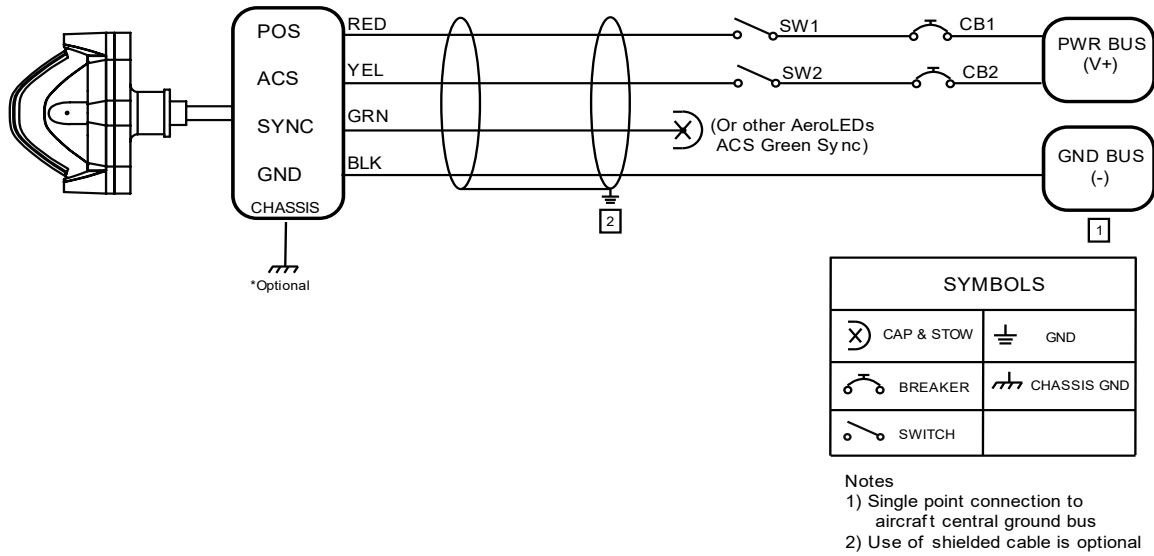 POS
RED
SW1
CB1
PWR BUS
(V+)
ACS
YEL
SW2
CB2
SYNC
GRN
(Or other AeroLEDs
ACS Green Sync)
GND
BLK
GND BUS
(-)
CHASSIS
2
1
*Optional
SYMBOLS
CAP & STOW
GND
BREAKER
CHASSIS GND
SWITCH
Notes
1) Single point connection to
aircraft central ground bus
2) Use of shielded cable is optional